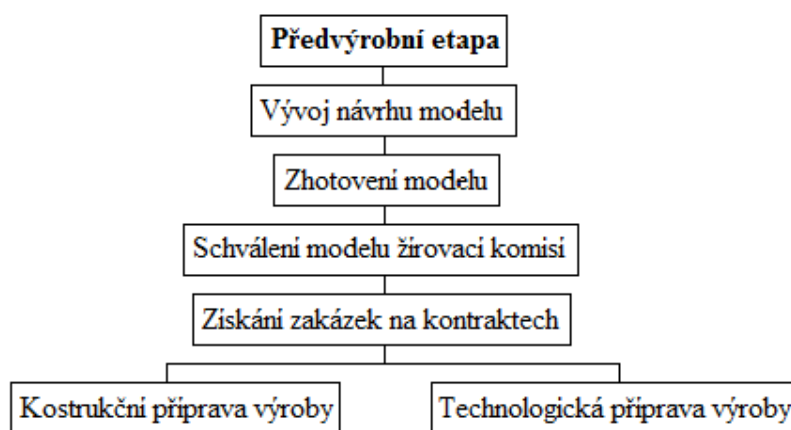 Předvýrobní etapa
Vývoj návrhu modelu
Zhotovení modelu
Schválení modelu žírovací komisí
Získání zakázek na kontraktech
Kostrukční příprava výroby
Technologická příprava výroby